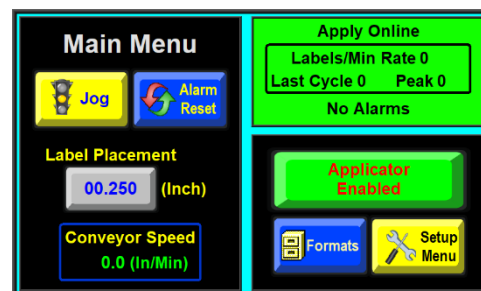 Main Menu
Jog
Alarm
Reset
Label Placement
00.250 (Inch)
Conveyor Speed
0.0 (In/Min)
Apply Online
Labels/Min Rate 0
Last Cycle 0 Peak 0
No Alarms
Applicator
Enabled
Formats
Setup
Menu